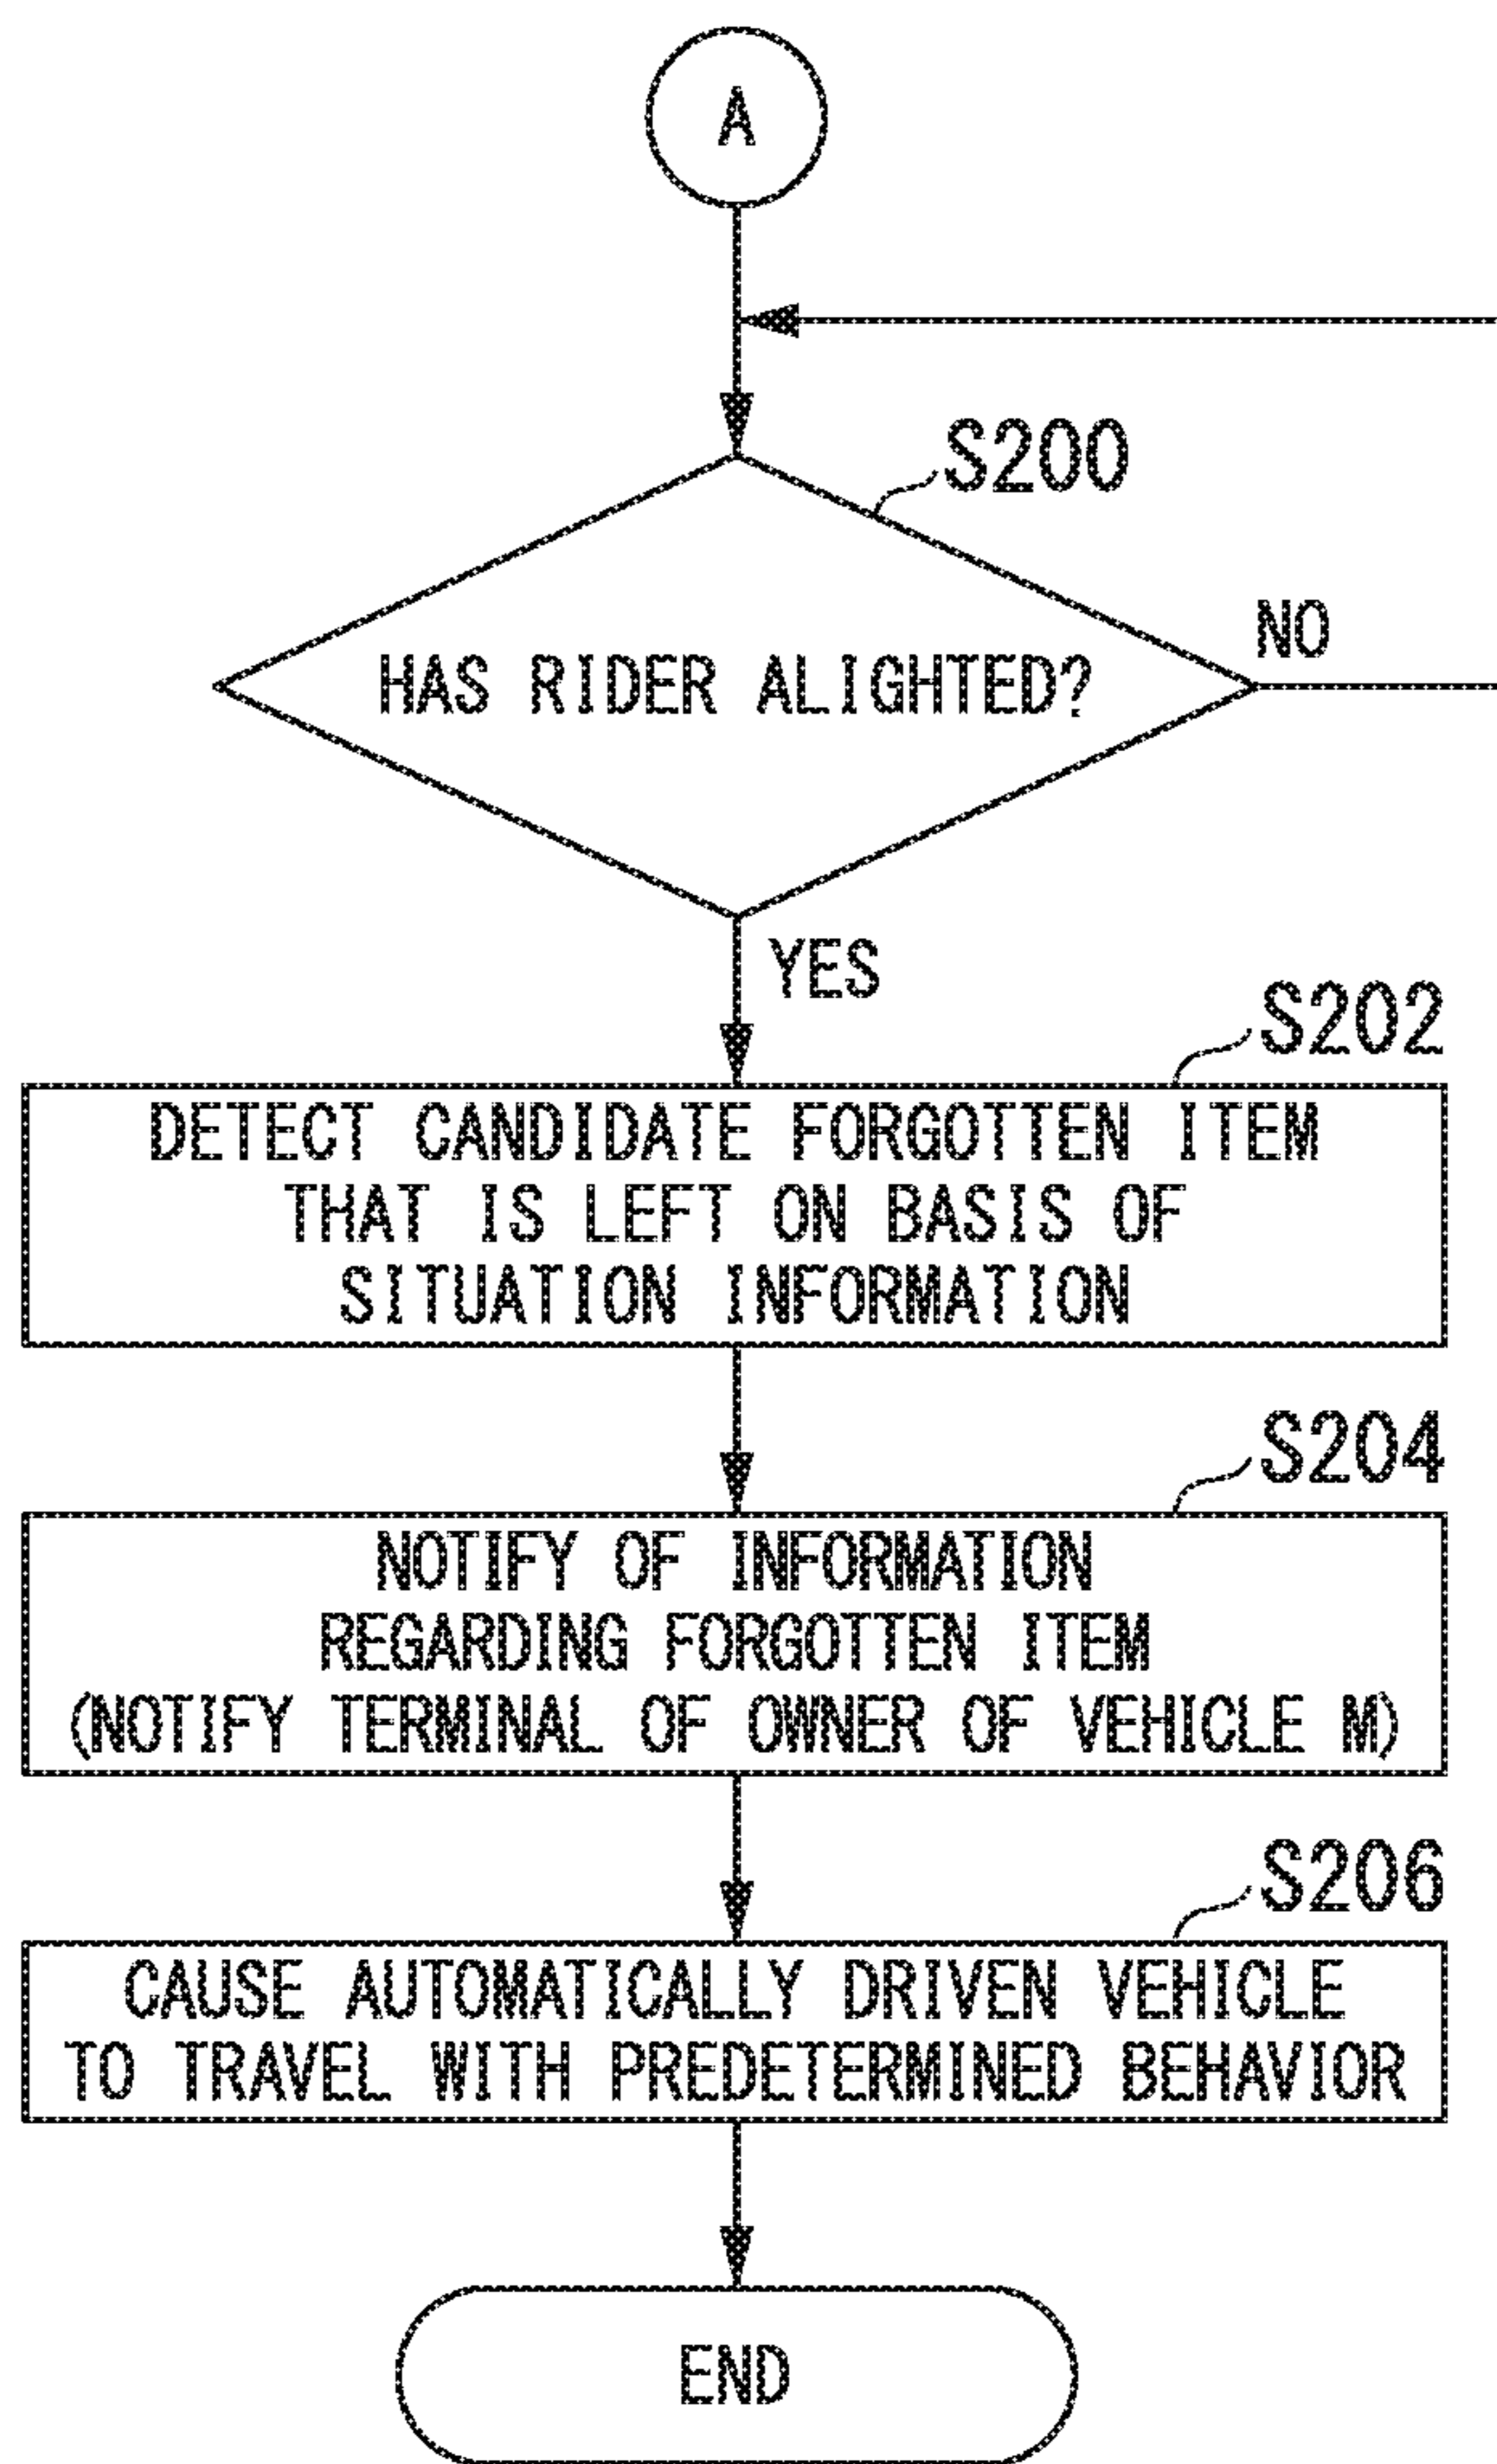 A
S200
HAS RIDER ALIGHTED?
NO
YES
S202
DETECT CANDIDATE FORGOTTEN ITEM
THAT IS LEFT ON BASIS OF
SITUATION INFORMATION
S204
NOTIFY OF INFORMATION
REGARDING FORGOTTEN ITEM
(NOTIFY TERMINAL OF OWNER OF VEHICLE M)
S206
CAUSE AUTOMATICALLY DRIVEN VEHICLE
TO TRAVEL WITH PREDETERMINED BEHAVIOR
END